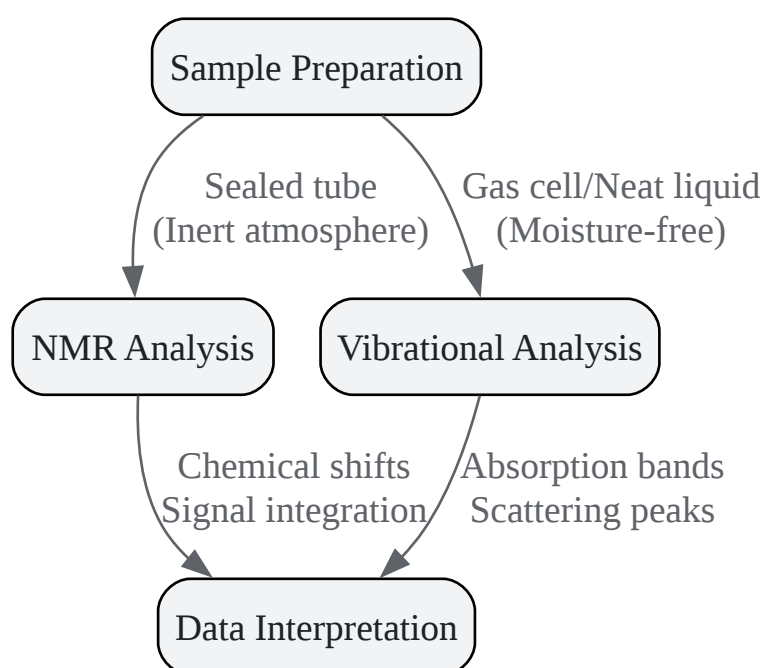 Sample Preparation
Sealed tube
(Inert atmosphere)
Gas cell/Neat liquid
(Moisture-free)
NMR Analysis
Vibrational Analysis
Chemical shifts
Signal integration
Absorption bands
Scattering peaks
Data Interpretation